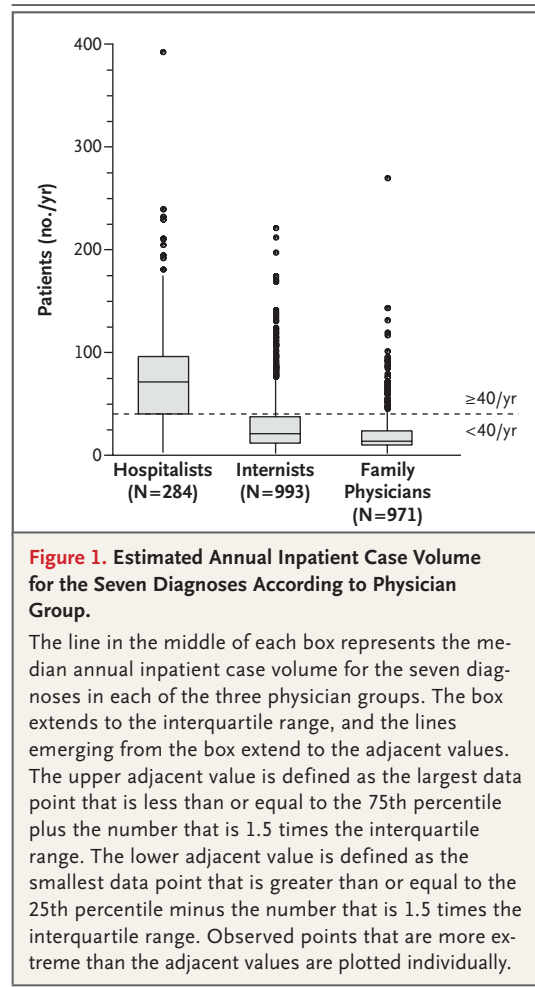 400
300
200
100
0
Patients (no./yr)
≥40/yr
<40/yr
Hospitalists
(N=284)
Internists
(N=993)
Family
Physicians
(N=971)
Figure 1. Estimated Annual Inpatient Case Volume
for the Seven Diagnoses According to Physician
Group.
The line in the middle of each box represents the me-
dian annual inpatient case volume for the seven diag-
noses in each of the three physician groups. The box
extends to the interquartile range, and the lines
emerging from the box extend to the adjacent values.
The upper adjacent value is defined as the largest data
point that is less than or equal to the 75th percentile
plus the number that is 1.5 times the interquartile
range. The lower adjacent value is defined as the
smallest data point that is greater than or equal to the
25th percentile minus the number that is 1.5 times the
interquartile range. Observed points that are more ex-
treme than the adjacent values are plotted individually.